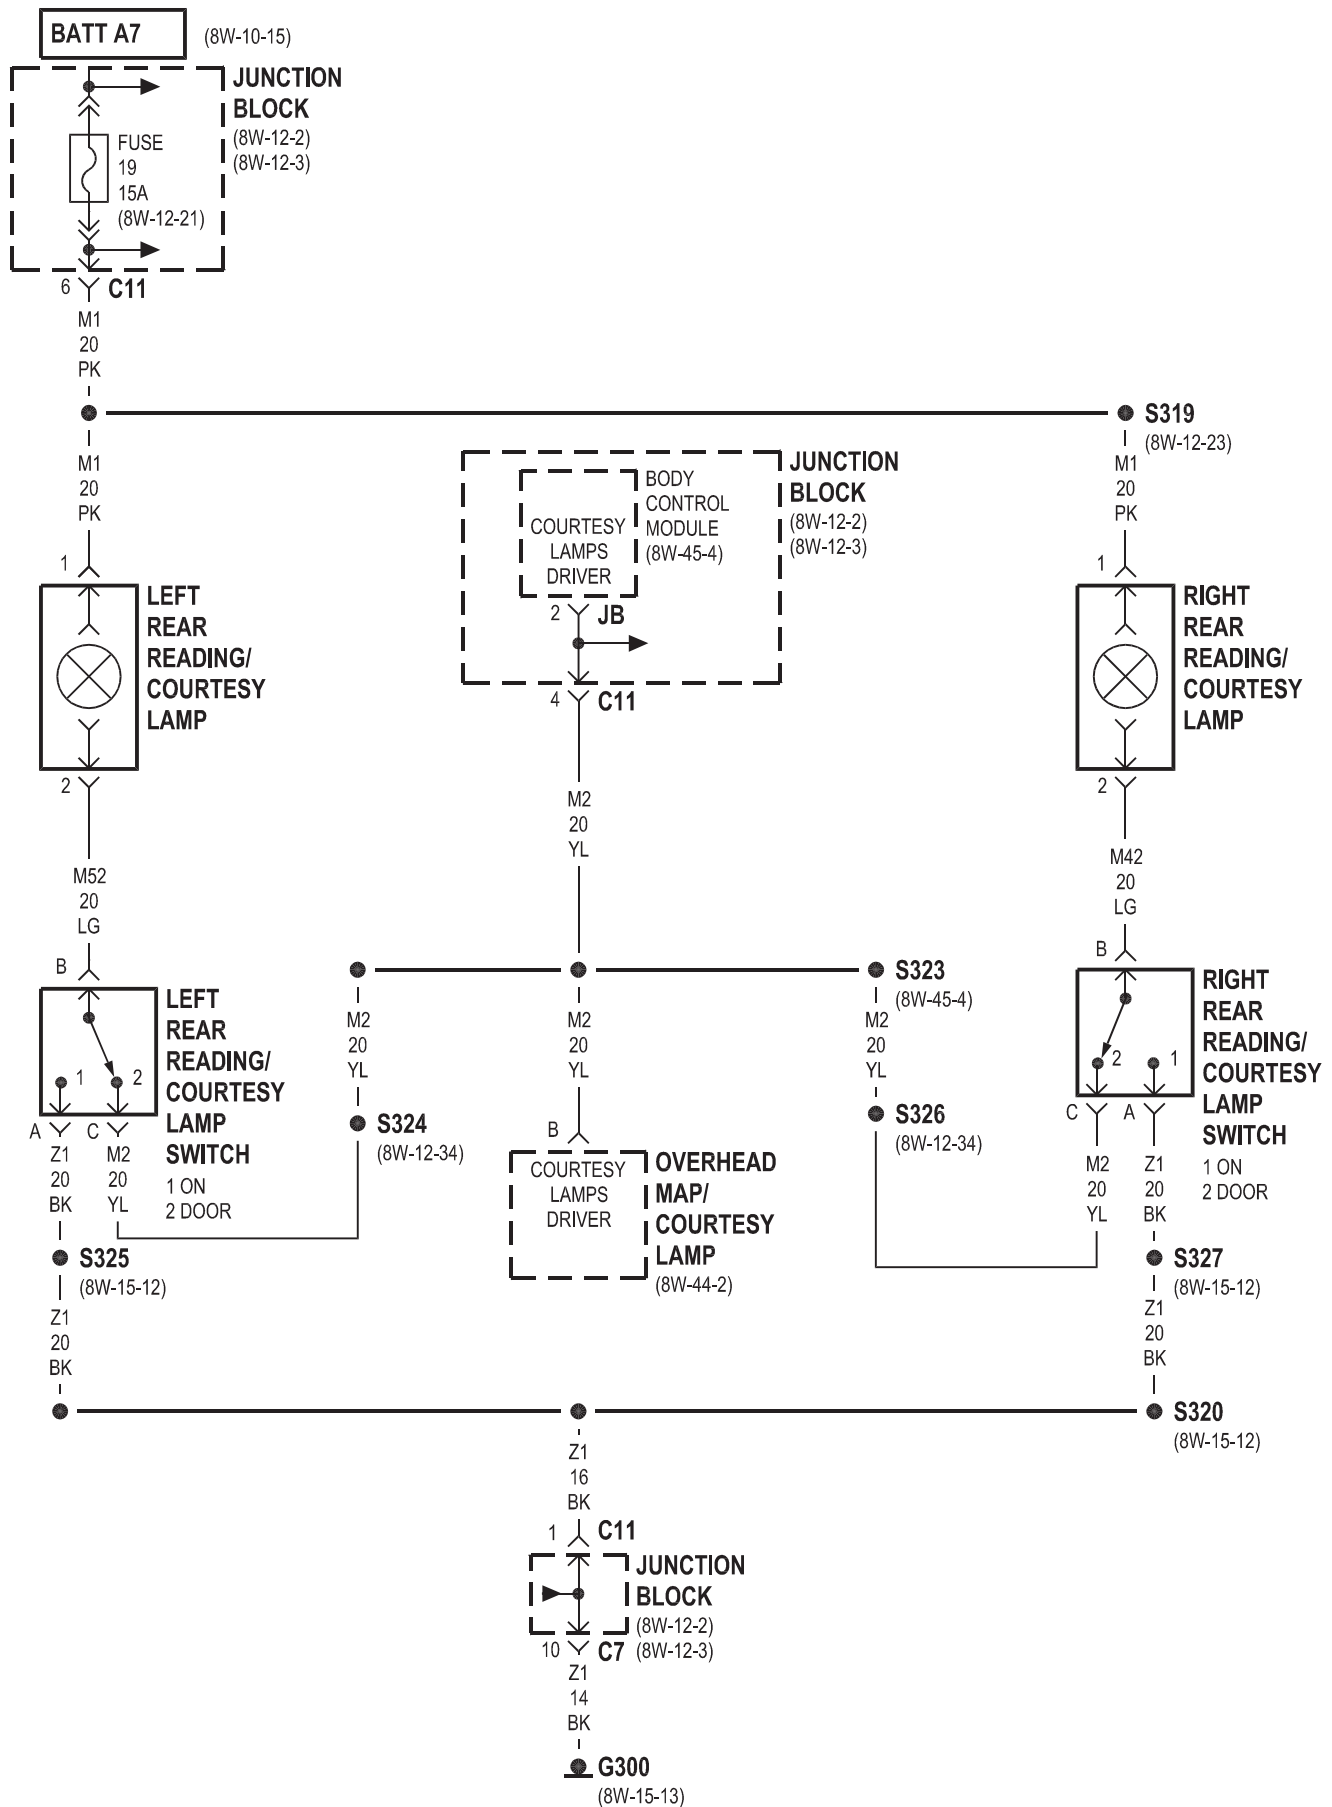 BATT A7
(8W-10-15)
JUNCTION
BLOCK
(8W-12-2)
(8W-12-3)
FUSE
19
15A
(8W-12-21)
6
C11
M1
20
PK
S319
(8W-12-23)
M1
20
PK
M1
20
PK
1
LEFT
REAR
READING/
COURTESY
LAMP
2
JUNCTION
BLOCK
(8W-12-2)
(8W-12-3)
BODY
CONTROL
MODULE
(8W-45-4)
COURTESY
LAMPS
DRIVER
2
JB
4
C11
1
RIGHT
REAR
READING/
COURTESY
LAMP
2
M2
20
YL
M52
20
LG
M42
20
LG
B
LEFT
REAR
READING/
COURTESY
LAMP
SWITCH
1 ON
2 DOOR
1
2
A
C
S323
(8W-45-4)
M2
20
YL
M2
20
YL
M2
20
YL
S324
(8W-12-34)
S326
(8W-12-34)
B
RIGHT
REAR
READING/
COURTESY
LAMP
SWITCH
1 ON
2 DOOR
2
1
C
A
Z1
20
BK
M2
20
YL
B
COURTESY
LAMPS
DRIVER
OVERHEAD
MAP/
COURTESY
LAMP
(8W-44-2)
M2
20
YL
Z1
20
BK
S325
(8W-15-12)
S327
(8W-15-12)
Z1
20
BK
Z1
20
BK
S320
(8W-15-12)
Z1
16
BK
1
C11
JUNCTION
BLOCK
(8W-12-2)
(8W-12-3)
10
C7
Z1
14
BK
G300
(8W-15-13)